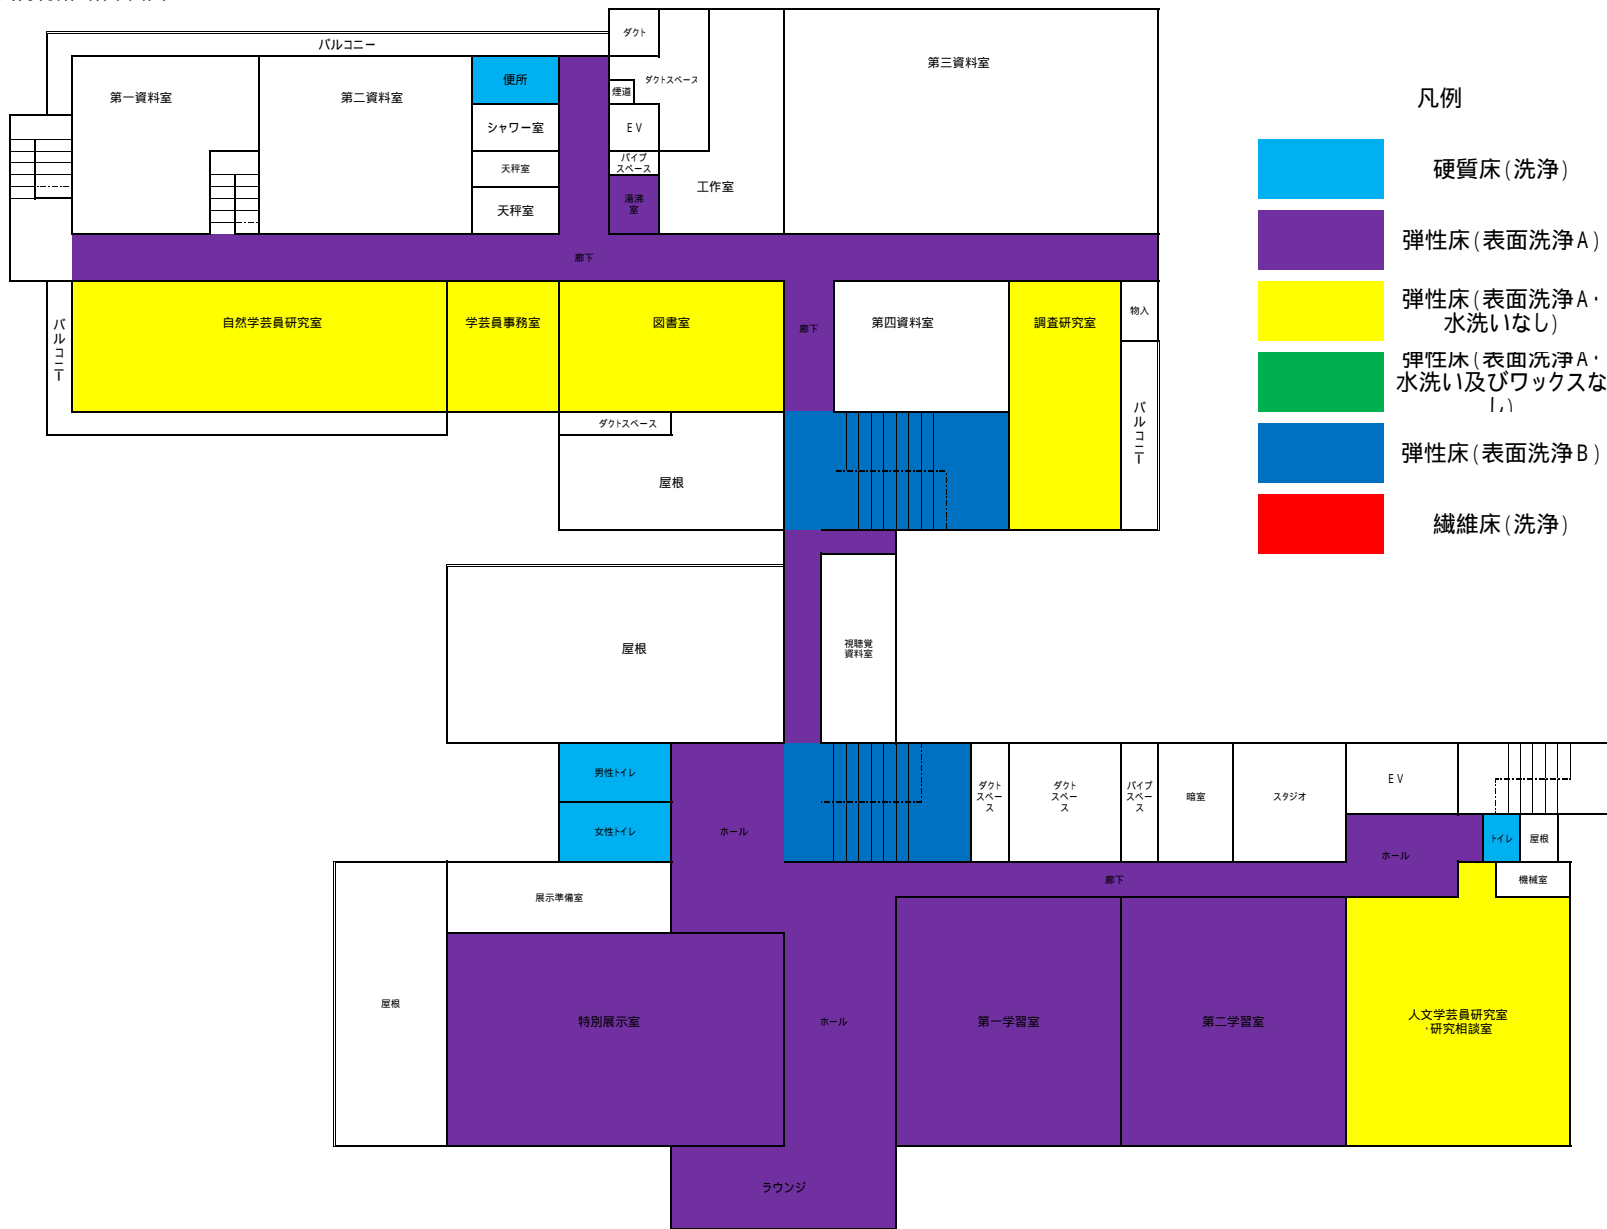 バルコニー
ダクト
第一資料室
第二資料室
便所
煙道
ダクトスペース
第三資料室
シャワー室
EV
天秤室
パイプ
スペース
天秤室
湯沸
室
工作室
廊下
バルコニー
自然学芸員研究室
学芸員事務室
図書室
廊下
第四資料室
調査研究室
物入
バルコニー
ダクトスペース
屋根
屋根
視聴覚
資料室
男性トイレ
女性トイレ
ホール
ダクト
スペー
ス
ダクト
スペー
ス
パイプ
スペー
ス
暗室
スタジオ
EV
ホール
トイレ
屋根
機械室
廊下
展示準備室
屋根
特別展示室
ホール
第一学習室
第二学習室
人文学芸員研究室
・研究相談室
ラウンジ
凡例
硬質床(洗浄)
弾性床(表面洗浄A)
弾性床(表面洗浄A・
水洗いなし)
弾性床(表面洗浄A・
水洗い及びワックスな
し)
弾性床(表面洗浄B)
繊維床(洗浄)